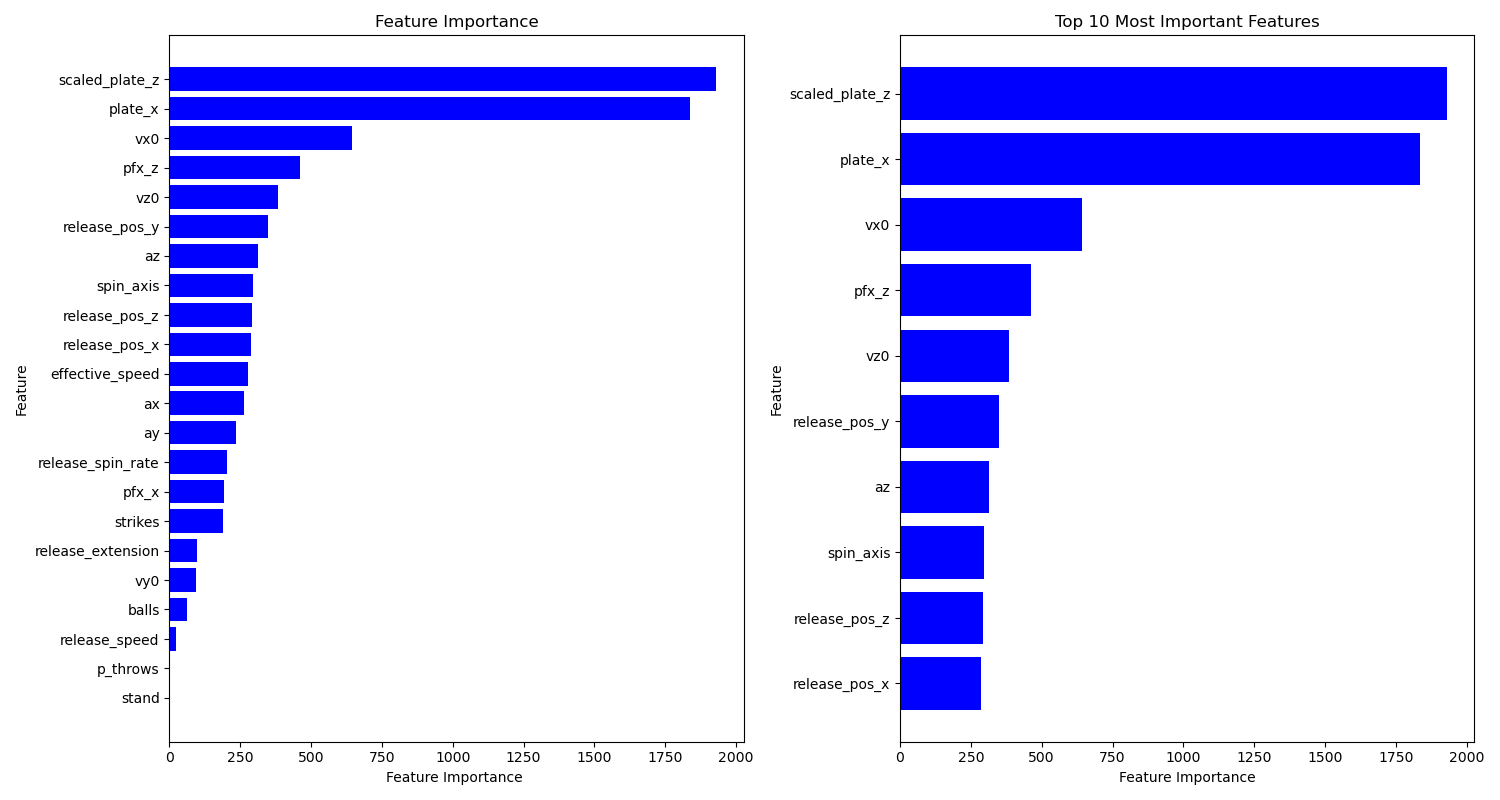 Feature Importance
scaled_plate_z
plate_x
vx0
pfx_z
vz0
release_pos_y
az
spin_axis
release_pos_z
release_pos_x
effective_speed
ax
ay
release_spin_rate
pfx_x
strikes
release_extension
vy0
balls
release_speed
p_throws
stand
Feature
0 250 500 750 1000 1250 1500 1750 2000
Feature Importance
Top 10 Most Important Features
scaled_plate_z
plate_x
vx0
pfx_z
vz0
release_pos_y
az
spin_axis
release_pos_z
release_pos_x
Feature
0 250 500 750 1000 1250 1500 1750 2000
Feature Importance